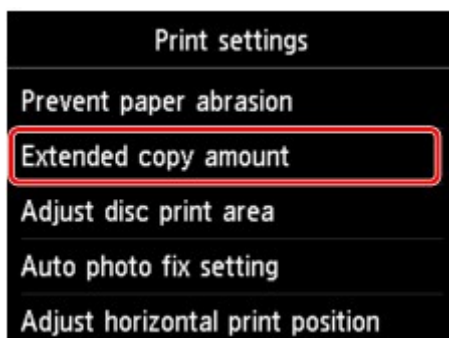 Print settings
Prevent paper abrasion
Extended copy amount
Adjust disc print area
Auto photo fix setting
Adjust horizontal print position